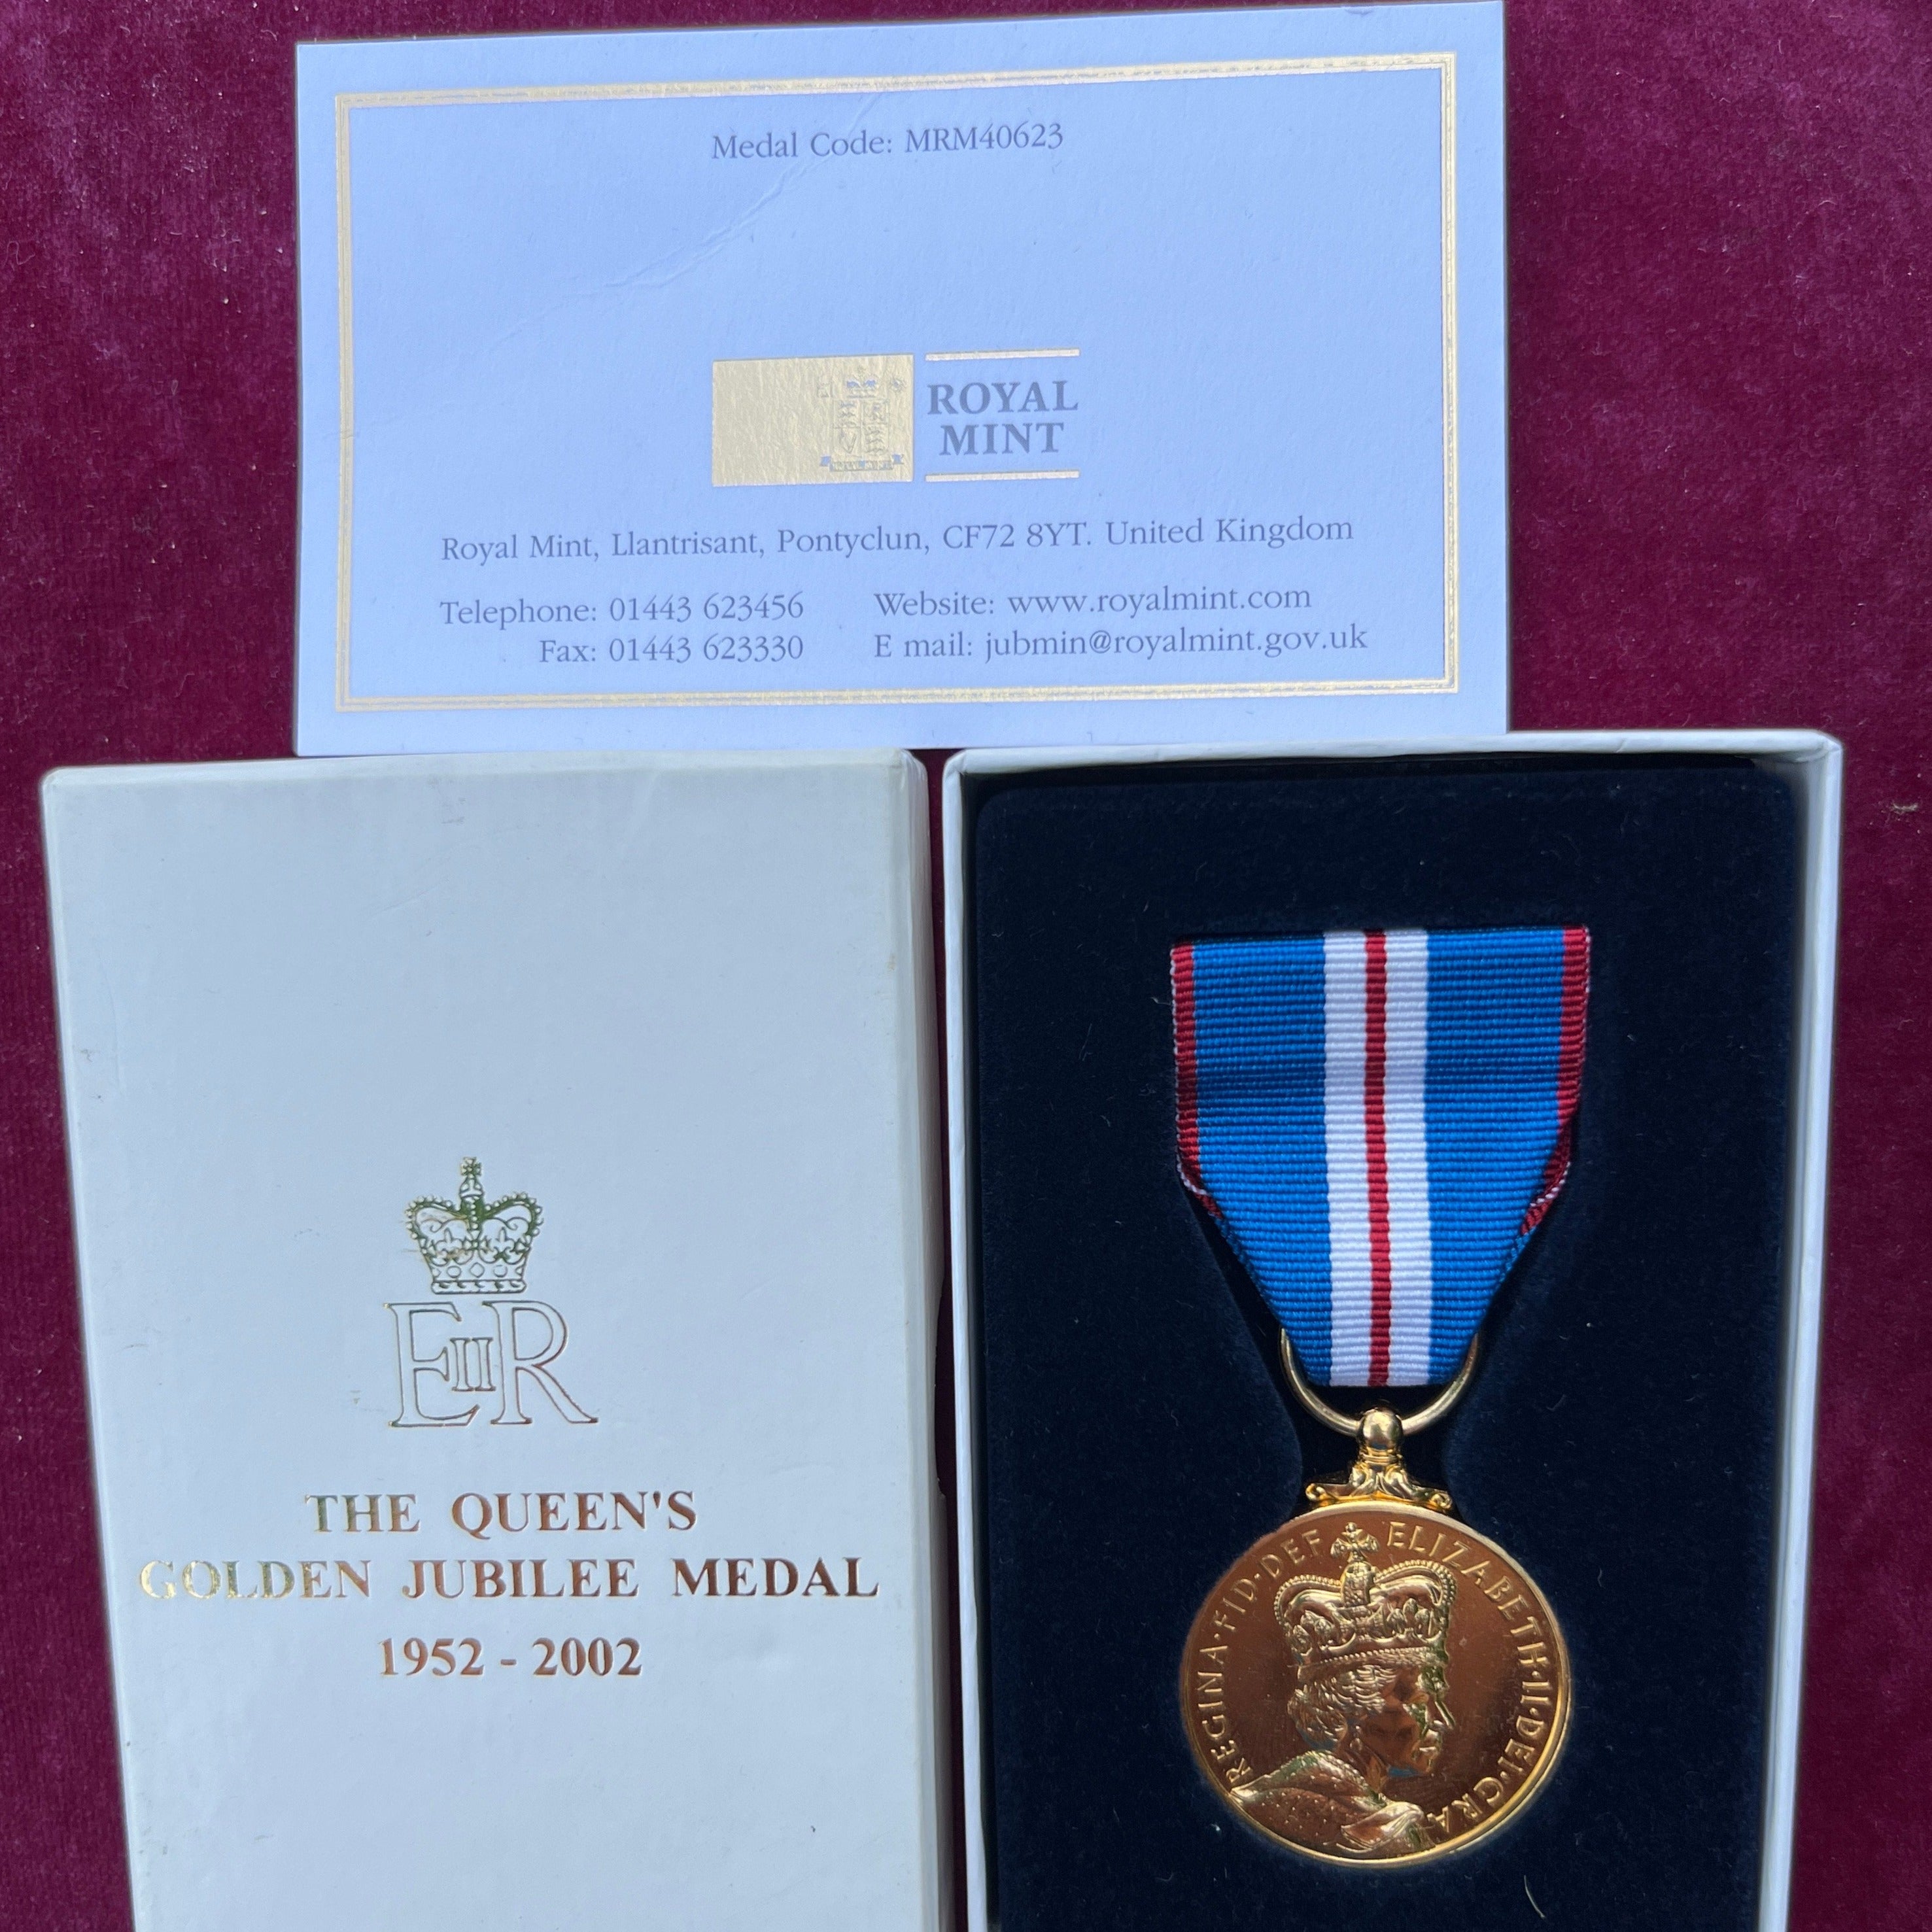 Medal Code: MRM40623
ROYAL
MINT
Royal Mint, Llantrisant, Pontyclun, CF72 8YT. United Kingdom
Telephone: 01443 623456 Website: www.royalmint.com
Fax: 01443 623330 E mail: jubmin@royalmint.gov.uk
EIIR
THE QUEEN'S
GOLDEN JUBILEE MEDAL
1952 - 2002
ELIZABETH·II·DEI·GRA
REGINA·FID·DEF